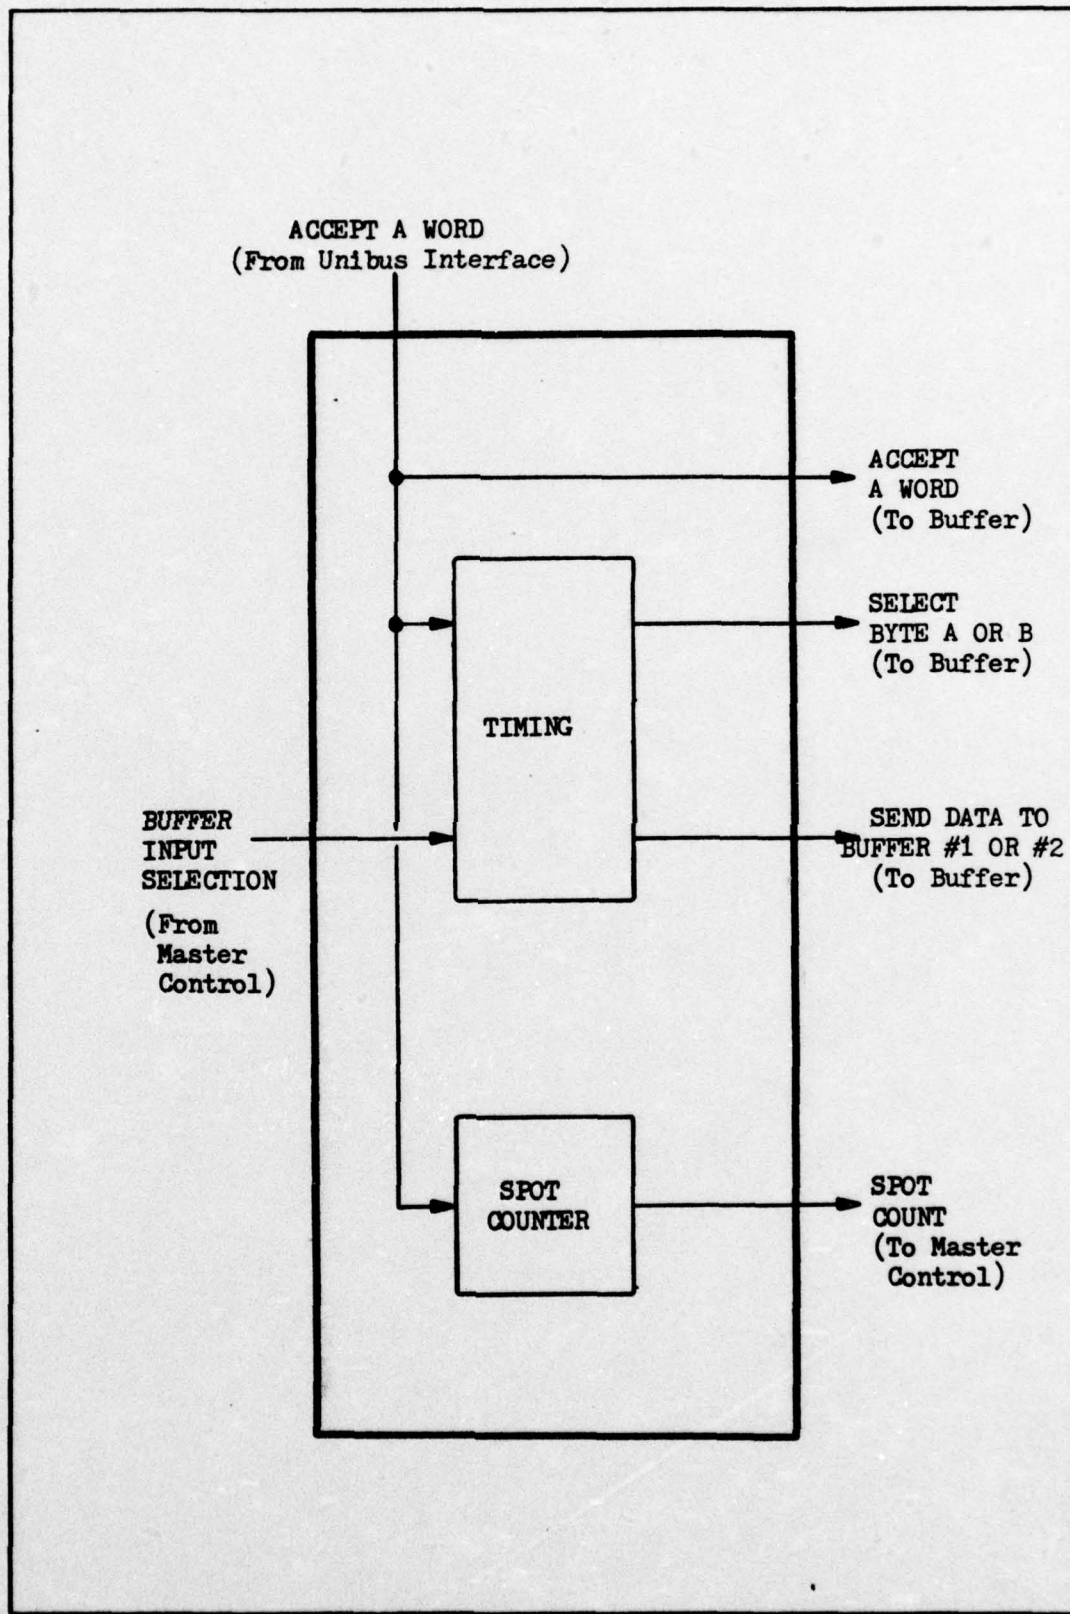 ACCEPT A WORD
(From Unibus Interface)
ACCEPT
A WORD
(To Buffer)
SELECT
BYTE A OR B
(To Buffer)
TIMING
BUFFER
INPUT
SELECTION
(From
Master
Control)
SEND DATA TO
BUFFER #1 OR #2
(To Buffer)
SPOT
COUNTER
SPOT
COUNT
(To Master
Control)